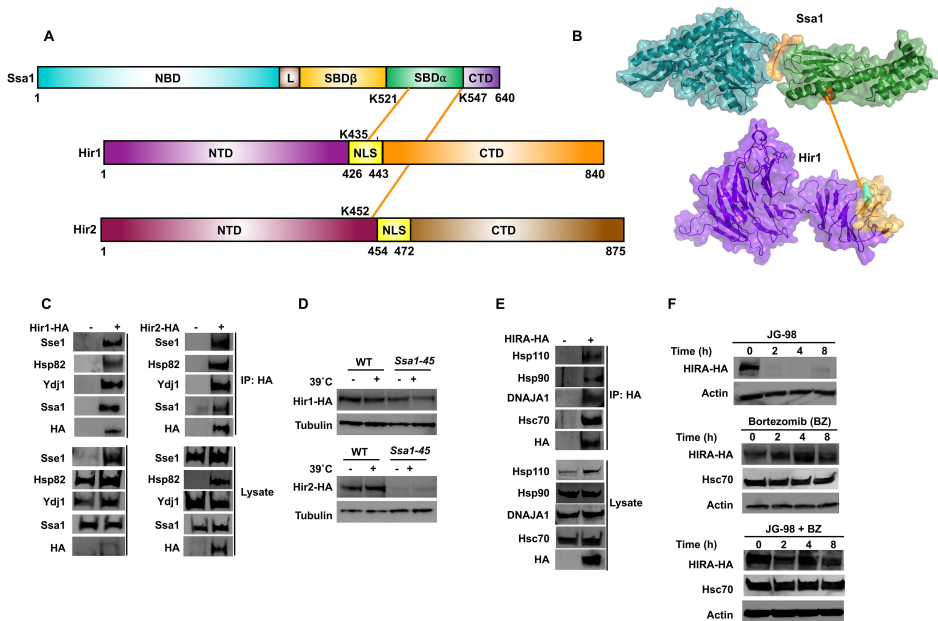 A
Ssa1 NBD L SBDβ SBDα CTD
1 K521 K547 640
K435
Hir1 NTD NLS CTD
1 426 443 840
K452
Hir2 NTD NLS CTD
1 454 472 875
B
Ssa1
Hir1
C
Hir1-HA - +
Sse1
Hsp82
Ydj1
Ssa1
HA
Sse1
Hsp82
Ydj1
Ssa1
HA
Hir2-HA - +
Sse1
Hsp82
Ydj1
Ssa1
HA
IP: HA
Sse1
Hsp82
Ydj1
Ssa1
HA
Lysate
D
WT Ssa1-45
39˚C - + - +
Hir1-HA
Tubulin
WT Ssa1-45
39˚C - + - +
Hir2-HA
Tubulin
E
HIRA-HA - +
Hsp110
Hsp90
DNAJA1
Hsc70
HA
IP: HA
Hsp110
Hsp90
DNAJA1
Hsc70
HA
Lysate
F
JG-98
Time (h) 0 2 4 8
HIRA-HA
Actin
Bortezomib (BZ)
Time (h) 0 2 4 8
HIRA-HA
Hsc70
Actin
JG-98 + BZ
Time (h) 0 2 4 8
HIRA-HA
Hsc70
Actin